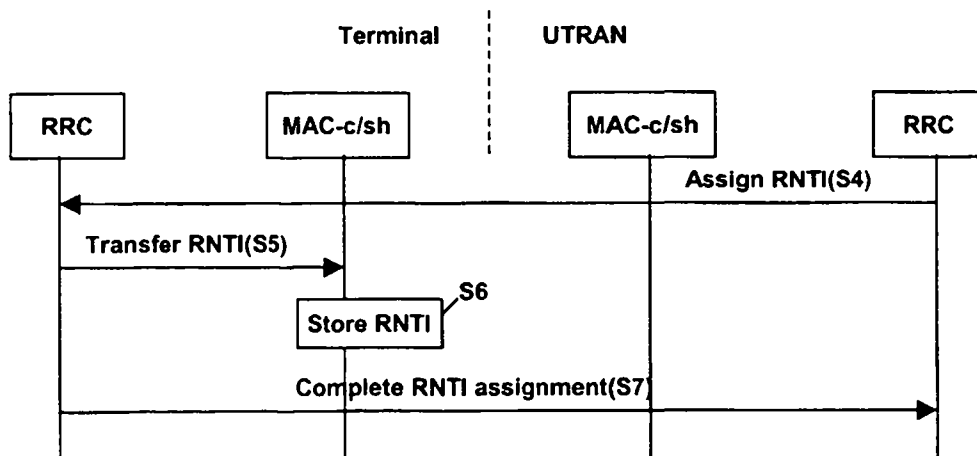 Terminal
UTRAN
RRC
MAC-c/sh
MAC-c/sh
RRC
Assign RNTI(S4)
Transfer RNTI(S5)
S6
Store RNTI
Complete RNTI assignment(S7)